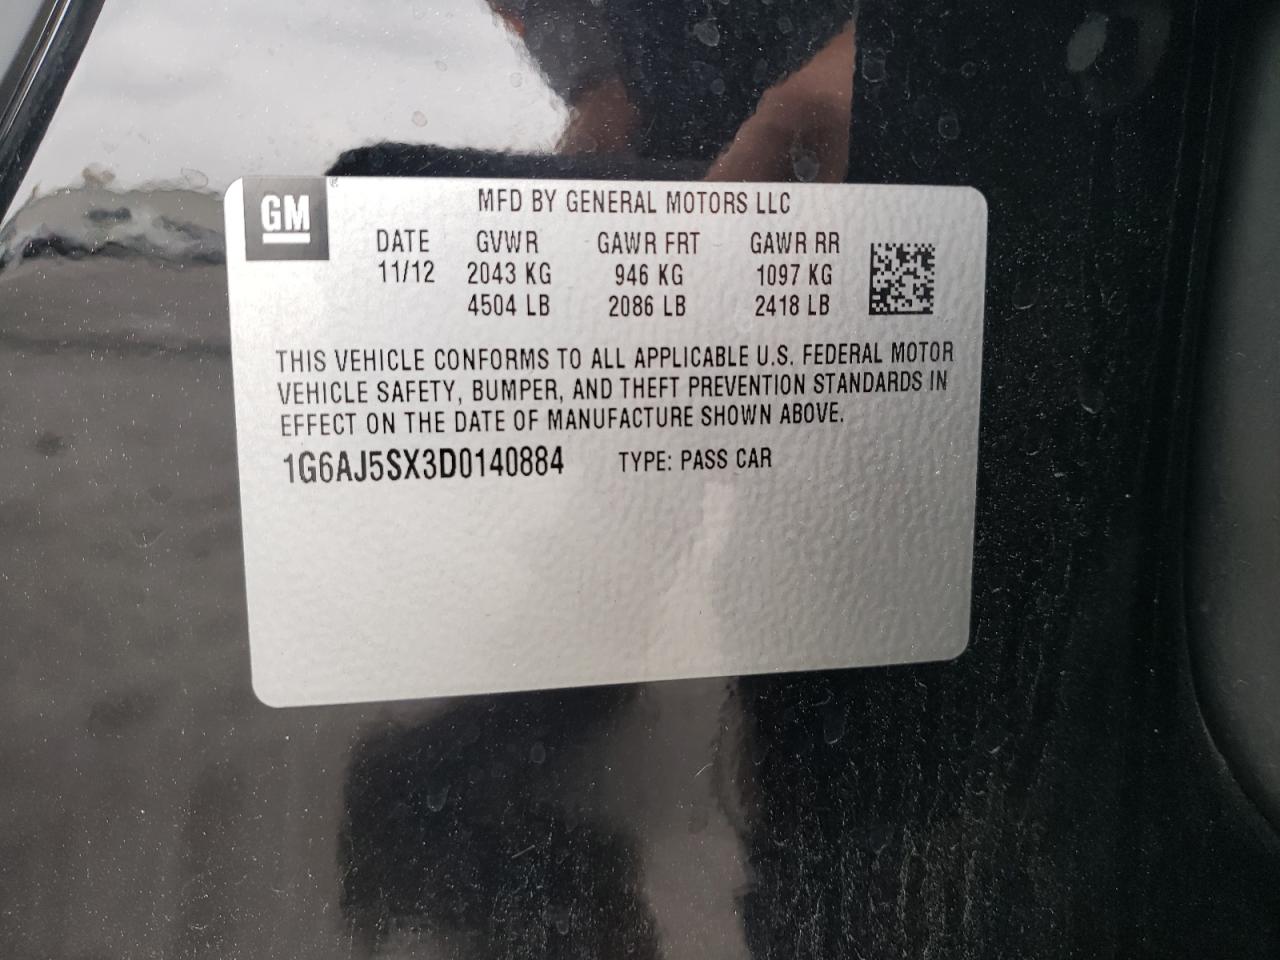 GM
MFD BY GENERAL MOTORS LLC
DATE GVWR GAWR FRT GAWR RR
11/12 2043 KG 946 KG 1097 KG
4504 LB 2086 LB 2418 LB
THIS VEHICLE CONFORMS TO ALL APPLICABLE U.S. FEDERAL MOTOR
VEHICLE SAFETY, BUMPER, AND THEFT PREVENTION STANDARDS IN
EFFECT ON THE DATE OF MANUFACTURE SHOWN ABOVE.
1G6AJ5SX3D0140884 TYPE: PASS CAR